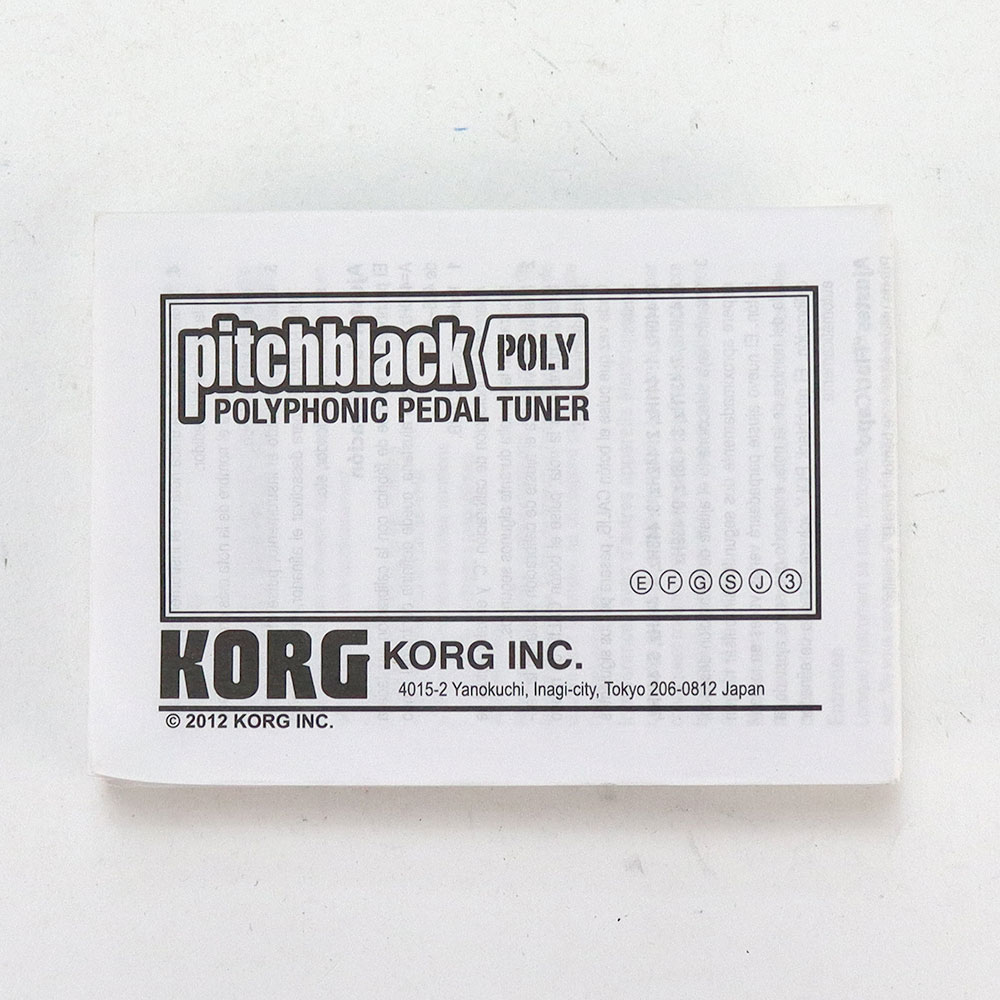 pitchblack POLY
POLYPHONIC PEDAL TUNER
E F G S J 3
KORG KORG INC.
4015-2 Yanokuchi, Inagi-city, Tokyo 206-0812 Japan
© 2012 KORG INC.